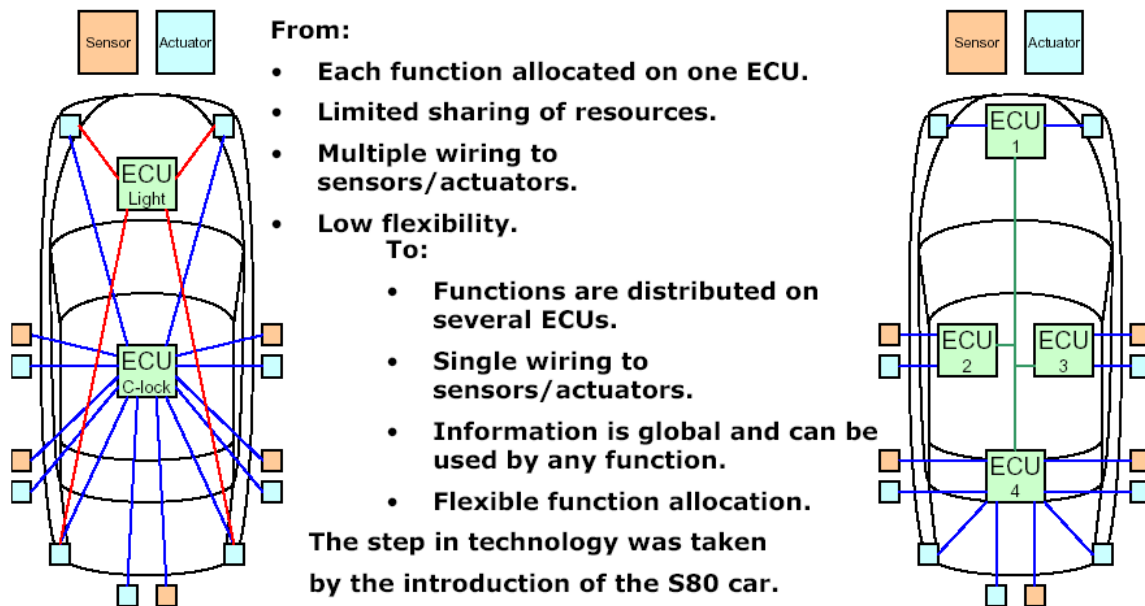 Sensor
Actuator
ECU
Light
ECU
C-lock
From:
• Each function allocated on one ECU.
• Limited sharing of resources.
• Multiple wiring to
sensors/actuators.
• Low flexibility.
To:
• Functions are distributed on
several ECUs.
• Single wiring to
sensors/actuators.
• Information is global and can be
used by any function.
• Flexible function allocation.
The step in technology was taken
by the introduction of the S80 car.
Sensor
Actuator
ECU
1
ECU
2
ECU
3
ECU
4